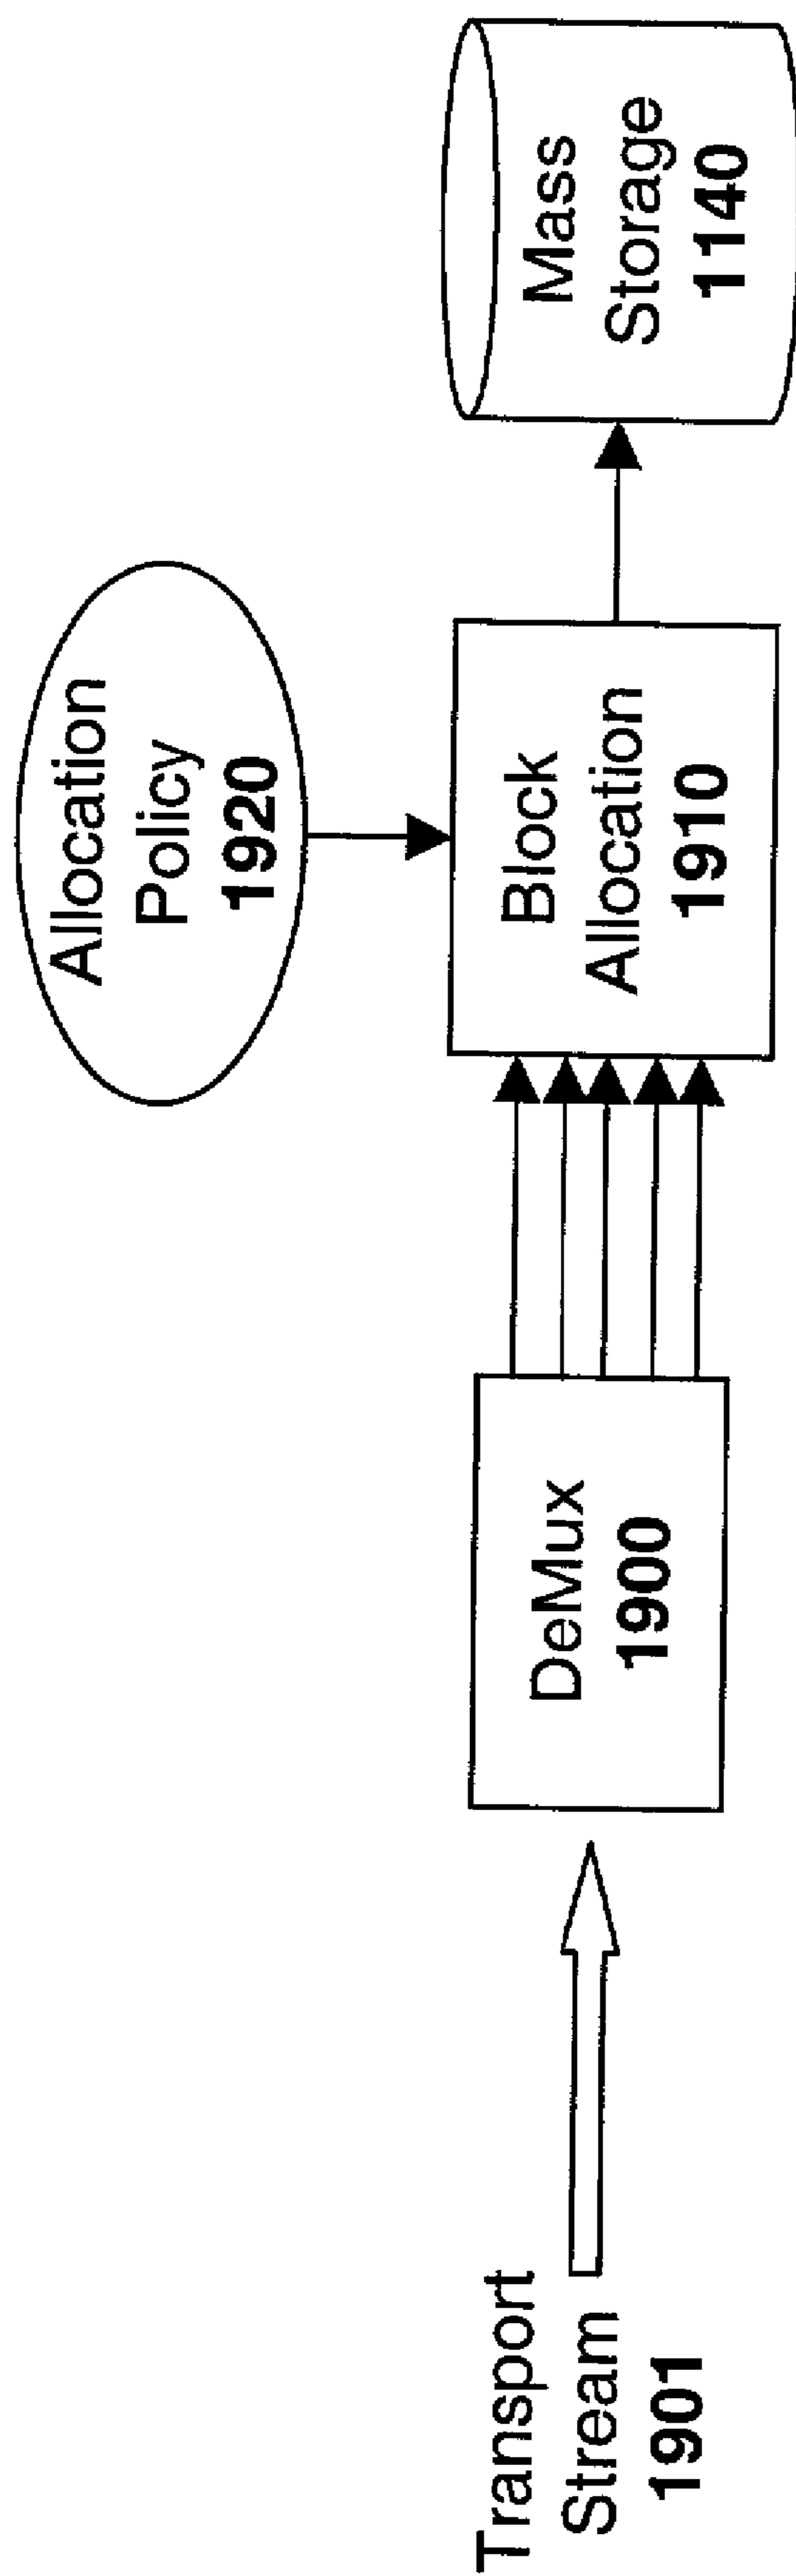 Transport
Stream
1901
DeMux
1900
Allocation
Policy
1920
Block
Allocation
1910
Mass
Storage
1140